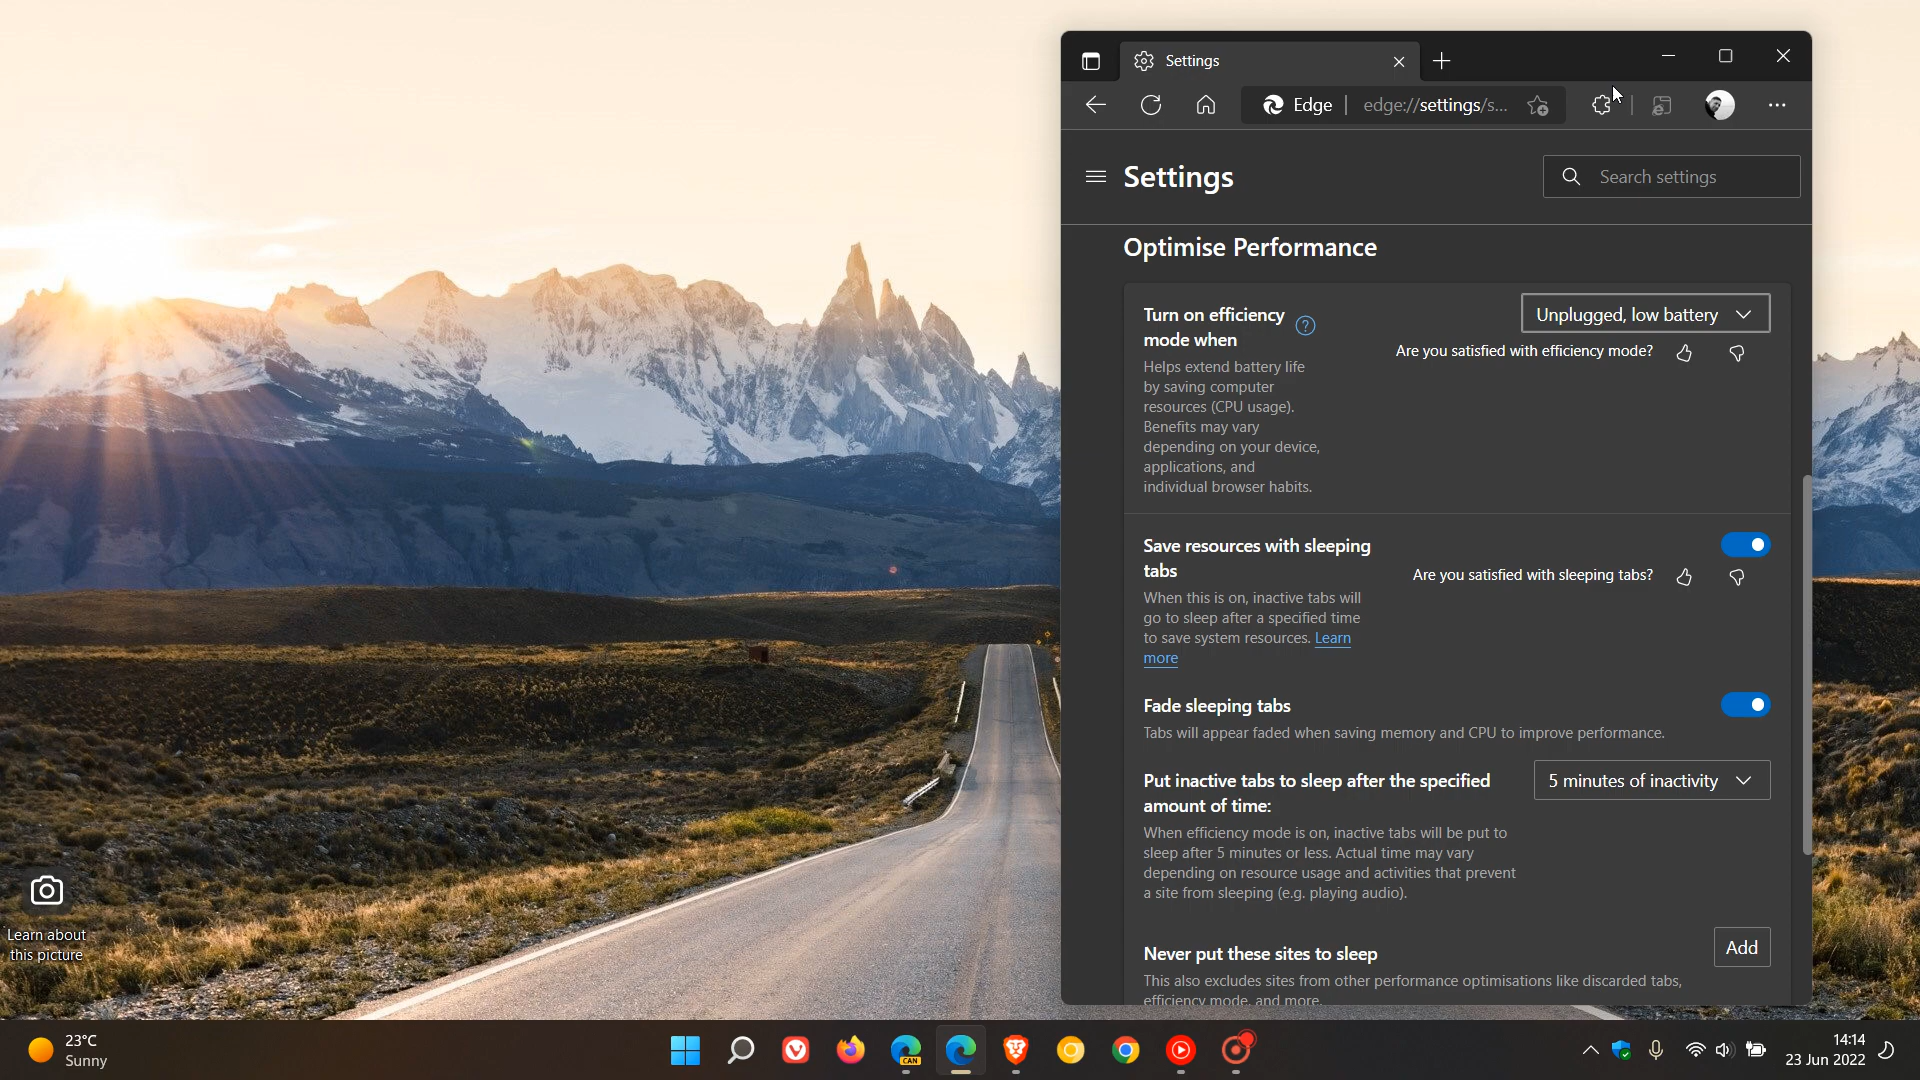 Settings
Edge
edge://settings/s...
Settings
Search settings
Optimise Performance
Turn on efficiency
mode when
Unplugged, low battery
Are you satisfied with efficiency mode?
Helps extend battery life
by saving computer
resources (CPU usage).
Benefits may vary
depending on your device,
applications, and
individual browser habits.
Save resources with sleeping
tabs
Are you satisfied with sleeping tabs?
When this is on, inactive tabs will
go to sleep after a specified time
to save system resources. Learn
more
Fade sleeping tabs
Tabs will appear faded when saving memory and CPU to improve performance.
Put inactive tabs to sleep after the specified
amount of time:
5 minutes of inactivity
When efficiency mode is on, inactive tabs will be put to
sleep after 5 minutes or less. Actual time may vary
depending on resource usage and activities that prevent
a site from sleeping (e.g. playing audio).
Never put these sites to sleep
Add
This also excludes sites from other performance optimisations like discarded tabs,
efficiency mode, and more.
Learn about
this picture
23°C
Sunny
CAN
14:14
23 Jun 2022